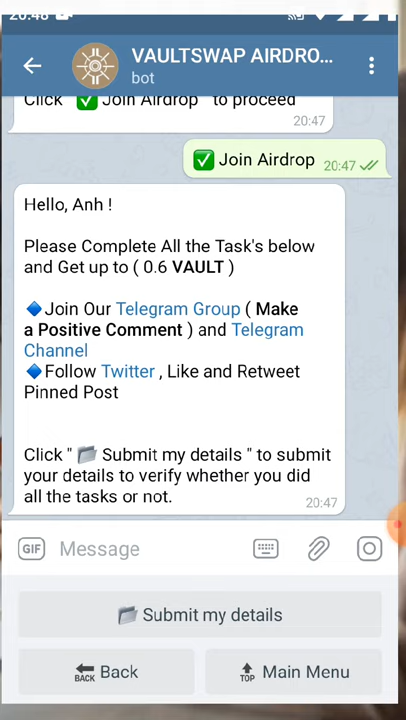 20:48
VAULTSWAP AIRDRO...
bot
Click "✅ Join Airdrop " to proceed
20:47
✅ Join Airdrop 20:47
Hello, Anh !
Please Complete All the Task's below
and Get up to ( 0.6 VAULT )
🔹Join Our Telegram Group ( Make
a Positive Comment ) and Telegram
Channel
🔹Follow Twitter , Like and Retweet
Pinned Post
Click " 📂 Submit my details " to submit
your details to verify whether you did
all the tasks or not.
20:47
GIF Message
📂 Submit my details
BACK Back
TOP Main Menu